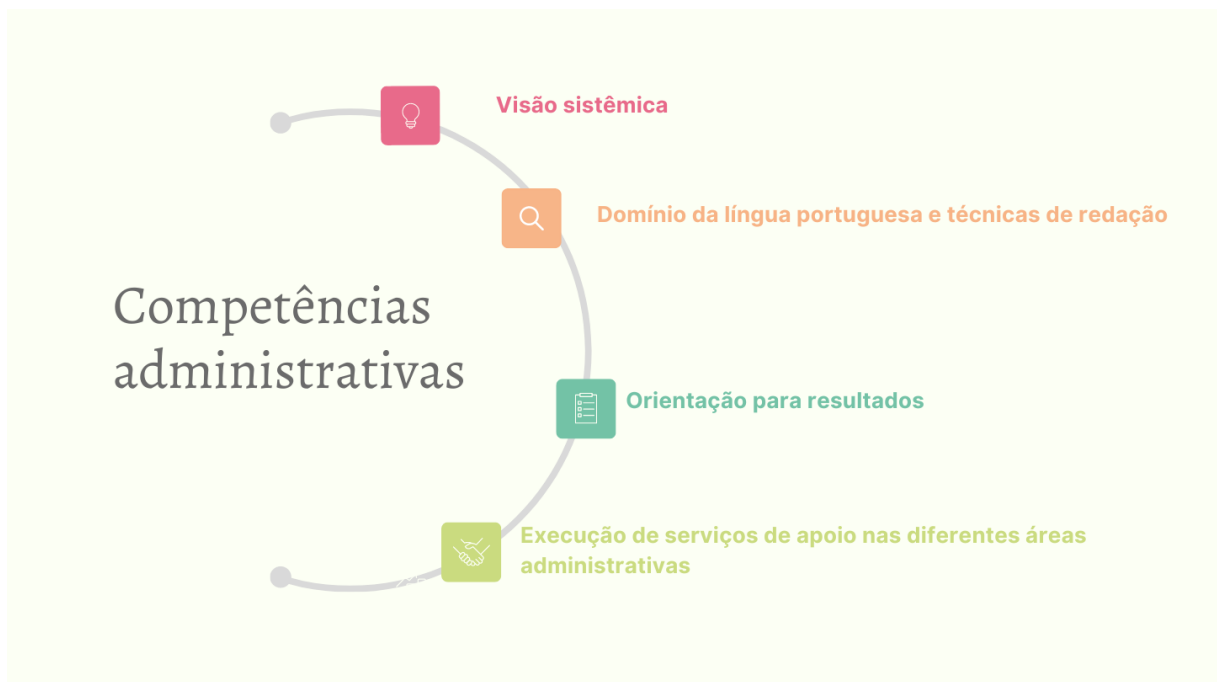 Visão sistêmica
Domínio da língua portuguesa e técnicas de redação
Competências
administrativas
Orientação para resultados
Execução de serviços de apoio nas diferentes áreas
administrativas